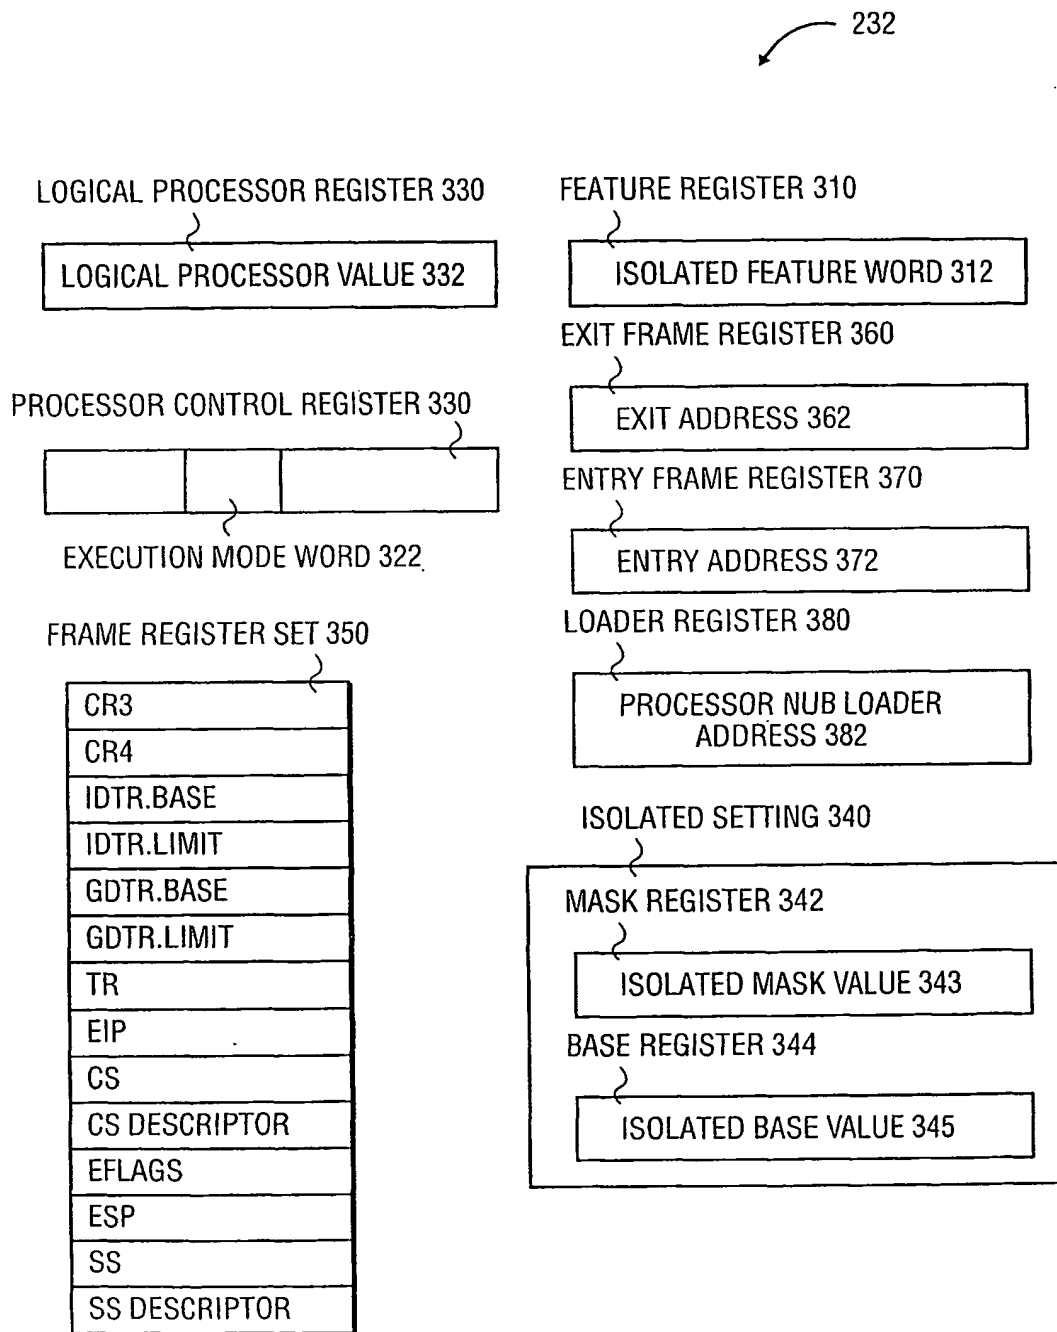 232
LOGICAL PROCESSOR REGISTER 330
LOGICAL PROCESSOR VALUE 332
PROCESSOR CONTROL REGISTER 330
EXECUTION MODE WORD 322
FRAME REGISTER SET 350
CR3
CR4
IDTR.BASE
IDTR.LIMIT
GDTR.BASE
GDTR.LIMIT
TR
EIP
CS
CS DESCRIPTOR
EFLAGS
ESP
SS
SS DESCRIPTOR
FEATURE REGISTER 310
ISOLATED FEATURE WORD 312
EXIT FRAME REGISTER 360
EXIT ADDRESS 362
ENTRY FRAME REGISTER 370
ENTRY ADDRESS 372
LOADER REGISTER 380
PROCESSOR NUB LOADER
ADDRESS 382
ISOLATED SETTING 340
MASK REGISTER 342
ISOLATED MASK VALUE 343
BASE REGISTER 344
ISOLATED BASE VALUE 345